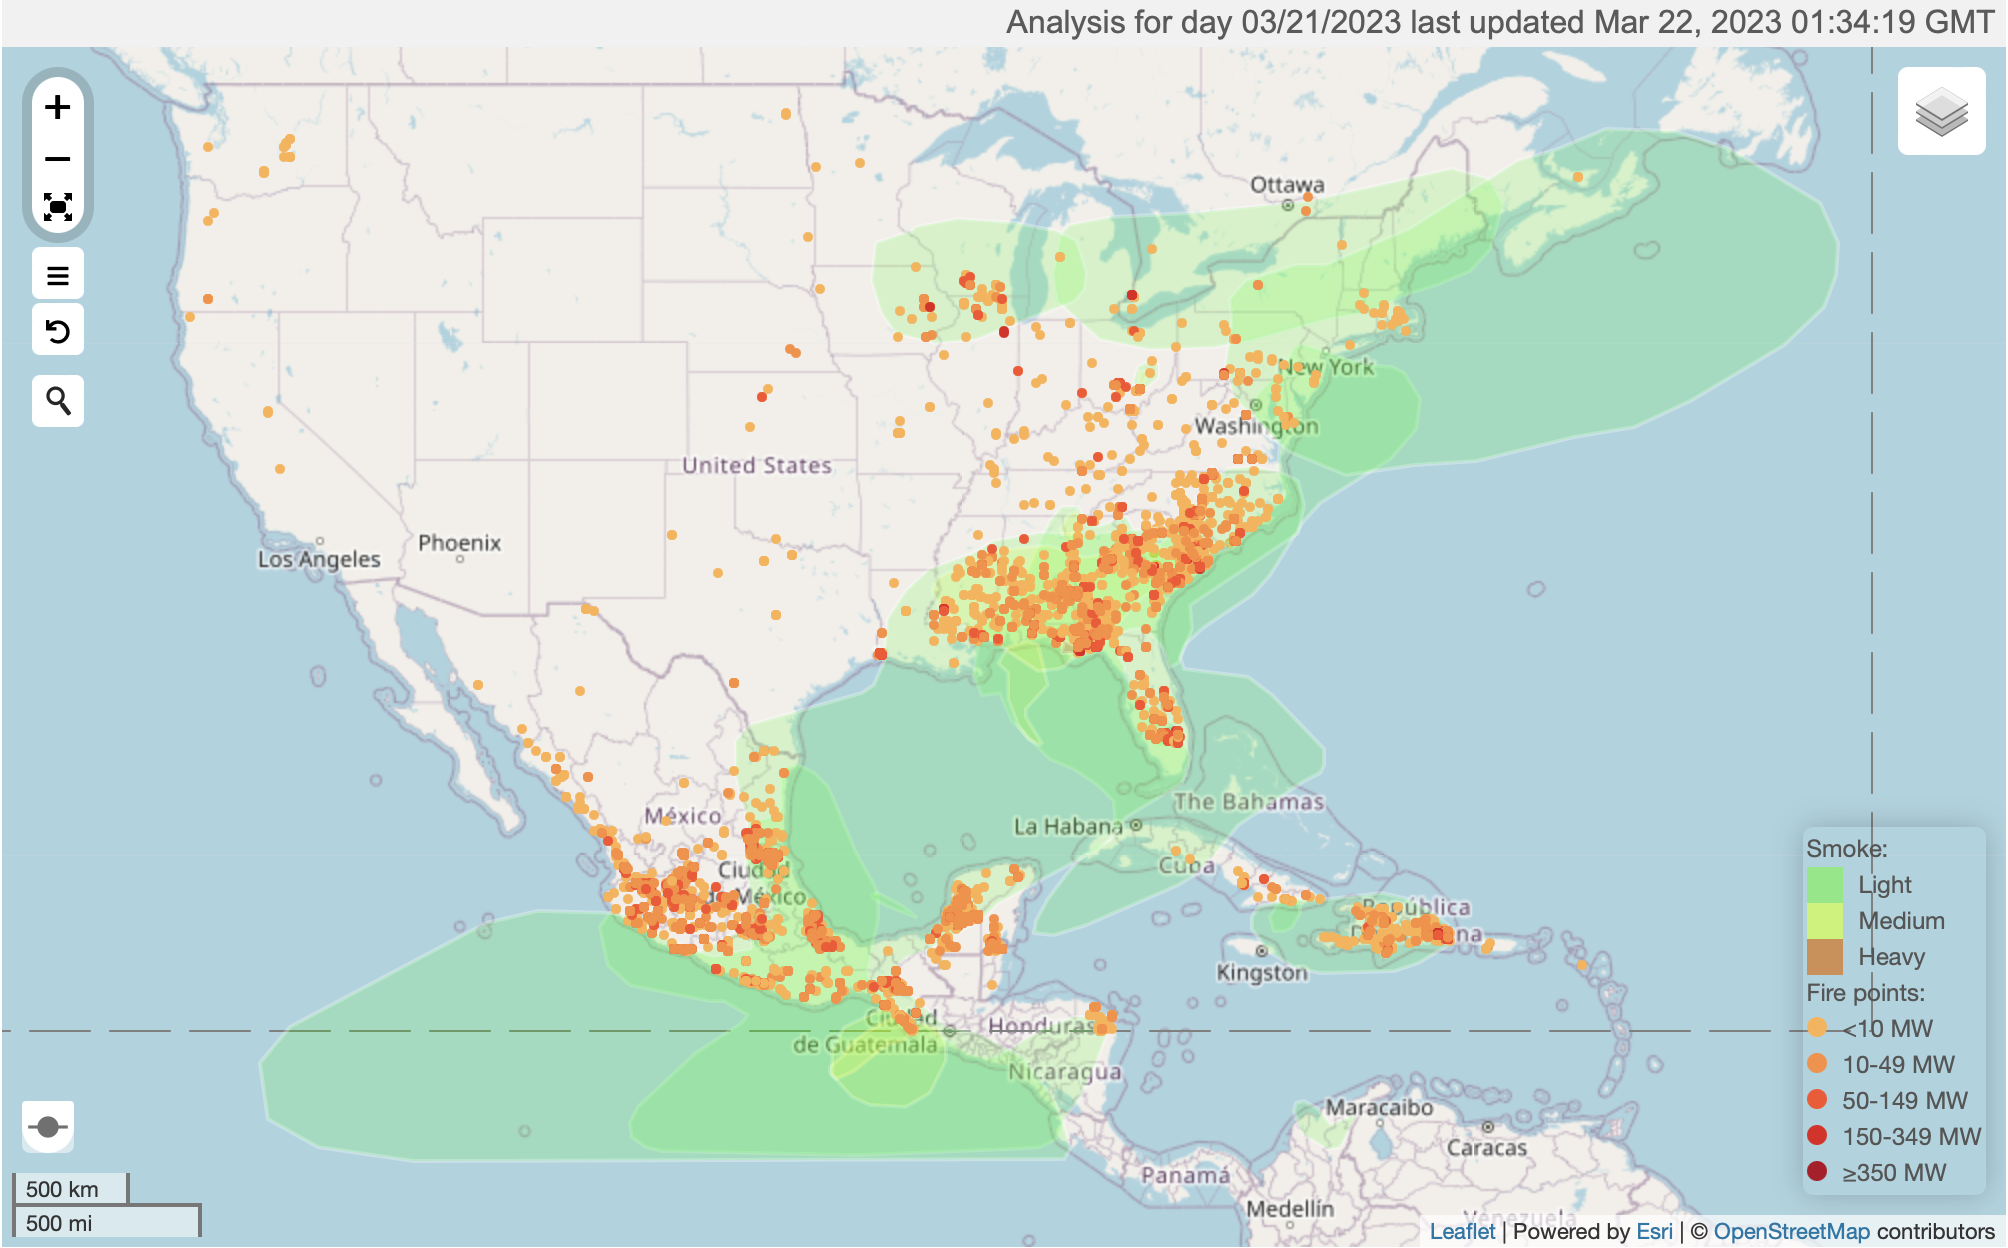 Analysis for day 03/21/2023 last updated Mar 22, 2023 01:34:19 GMT
+
−
Ottawa
New York
Washington
United States
Los Angeles
Phoenix
México
Ciudad
de México
La Habana
The Bahamas
Cuba
República
Kingston
Ciudad
de Guatemala
Honduras
Nicaragua
Maracaibo
Caracas
Panamá
Medellín
Venezuela
Smoke:
Light
Medium
Heavy
Fire points:
<10 MW
10-49 MW
50-149 MW
150-349 MW
≥350 MW
500 km
500 mi
Leaflet | Powered by Esri | © OpenStreetMap contributors